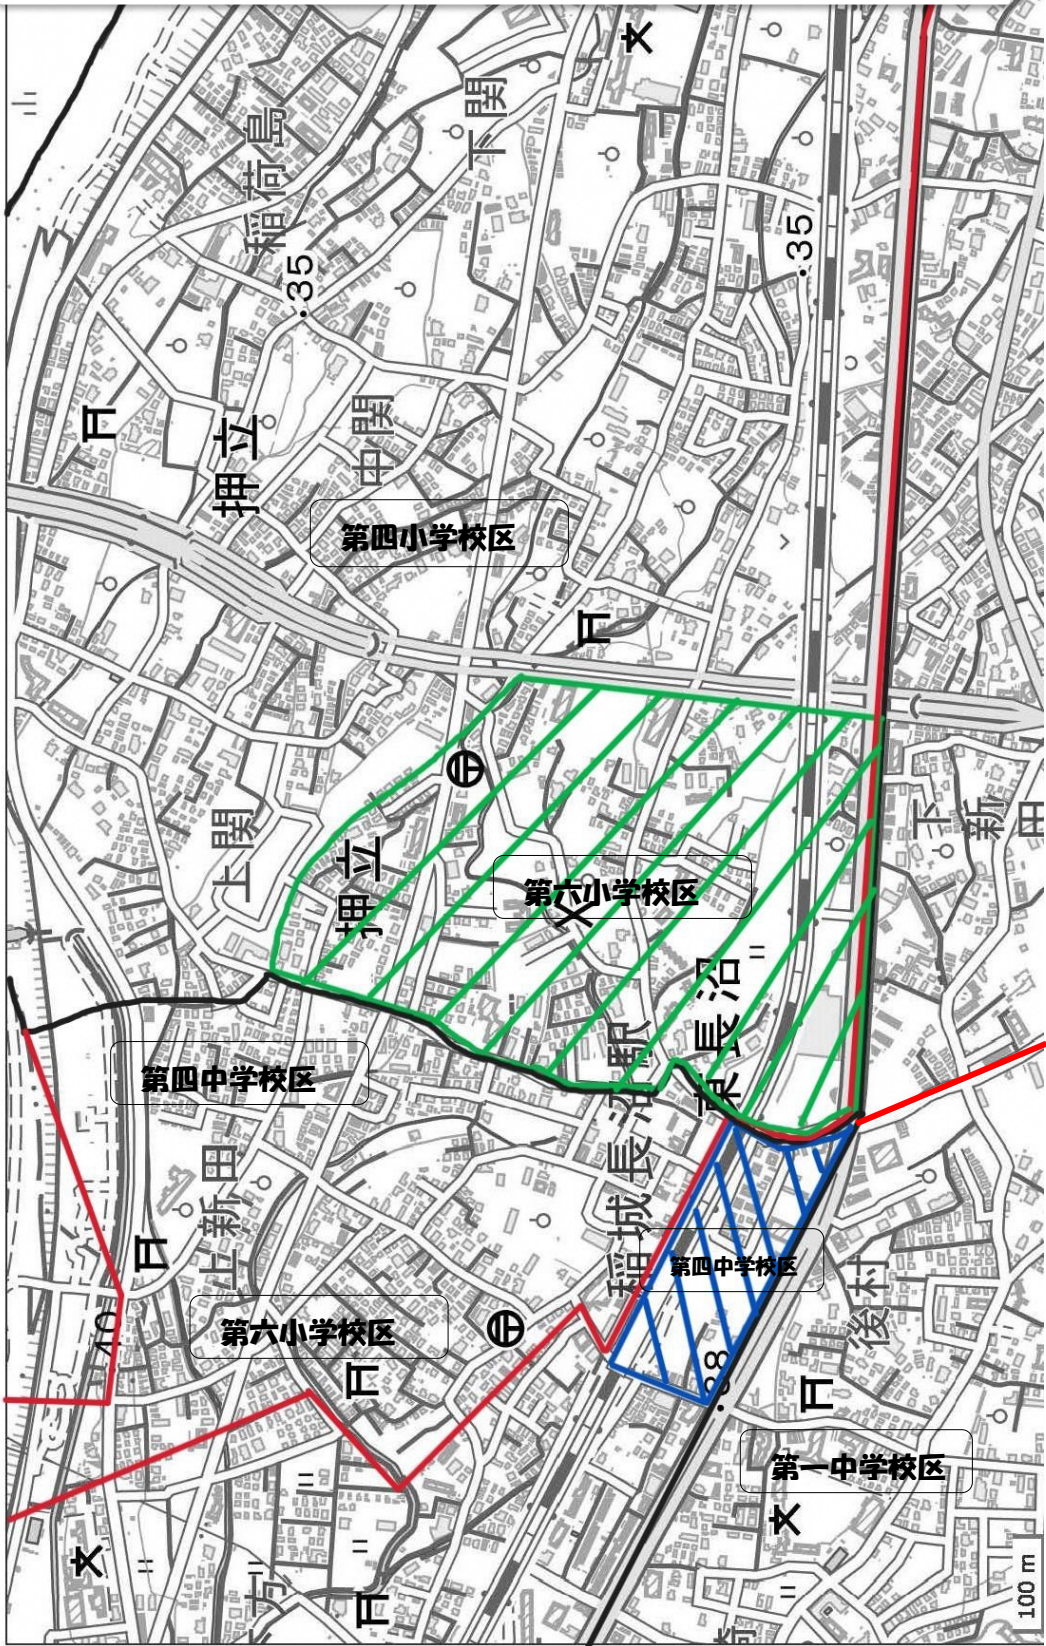 稲荷島
下関
35
35
押立
中関
第四小学校区
上関
押立
第六小学校区
下新田
東長沼
稲城長沼駅
第四中学校区
上新田
40
第六小学校区
第四中学校区
後村
38
第一中学校区
100 m